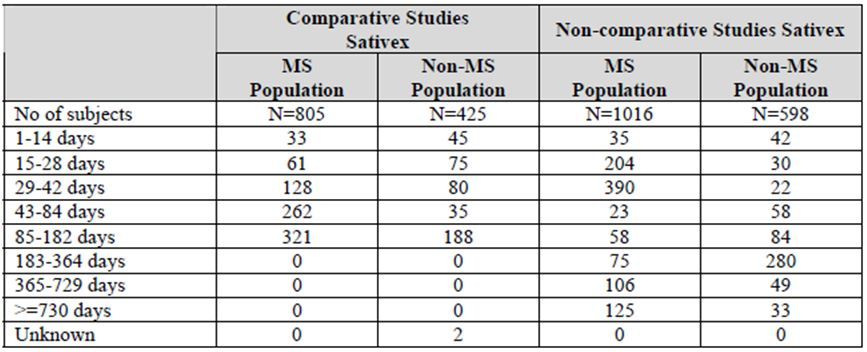 Comparative Studies
Sativex
Non-comparative Studies Sativex
MS
Population
Non-MS
Population
MS
Population
Non-MS
Population
No of subjects N=805 N=425 N=1016 N=598
1-14 days 33 45 35 42
15-28 days 61 75 204 30
29-42 days 128 80 390 22
43-84 days 262 35 23 58
85-182 days 321 188 58 84
183-364 days 0 0 75 280
365-729 days 0 0 106 49
>=730 days 0 0 125 33
Unknown 0 2 0 0